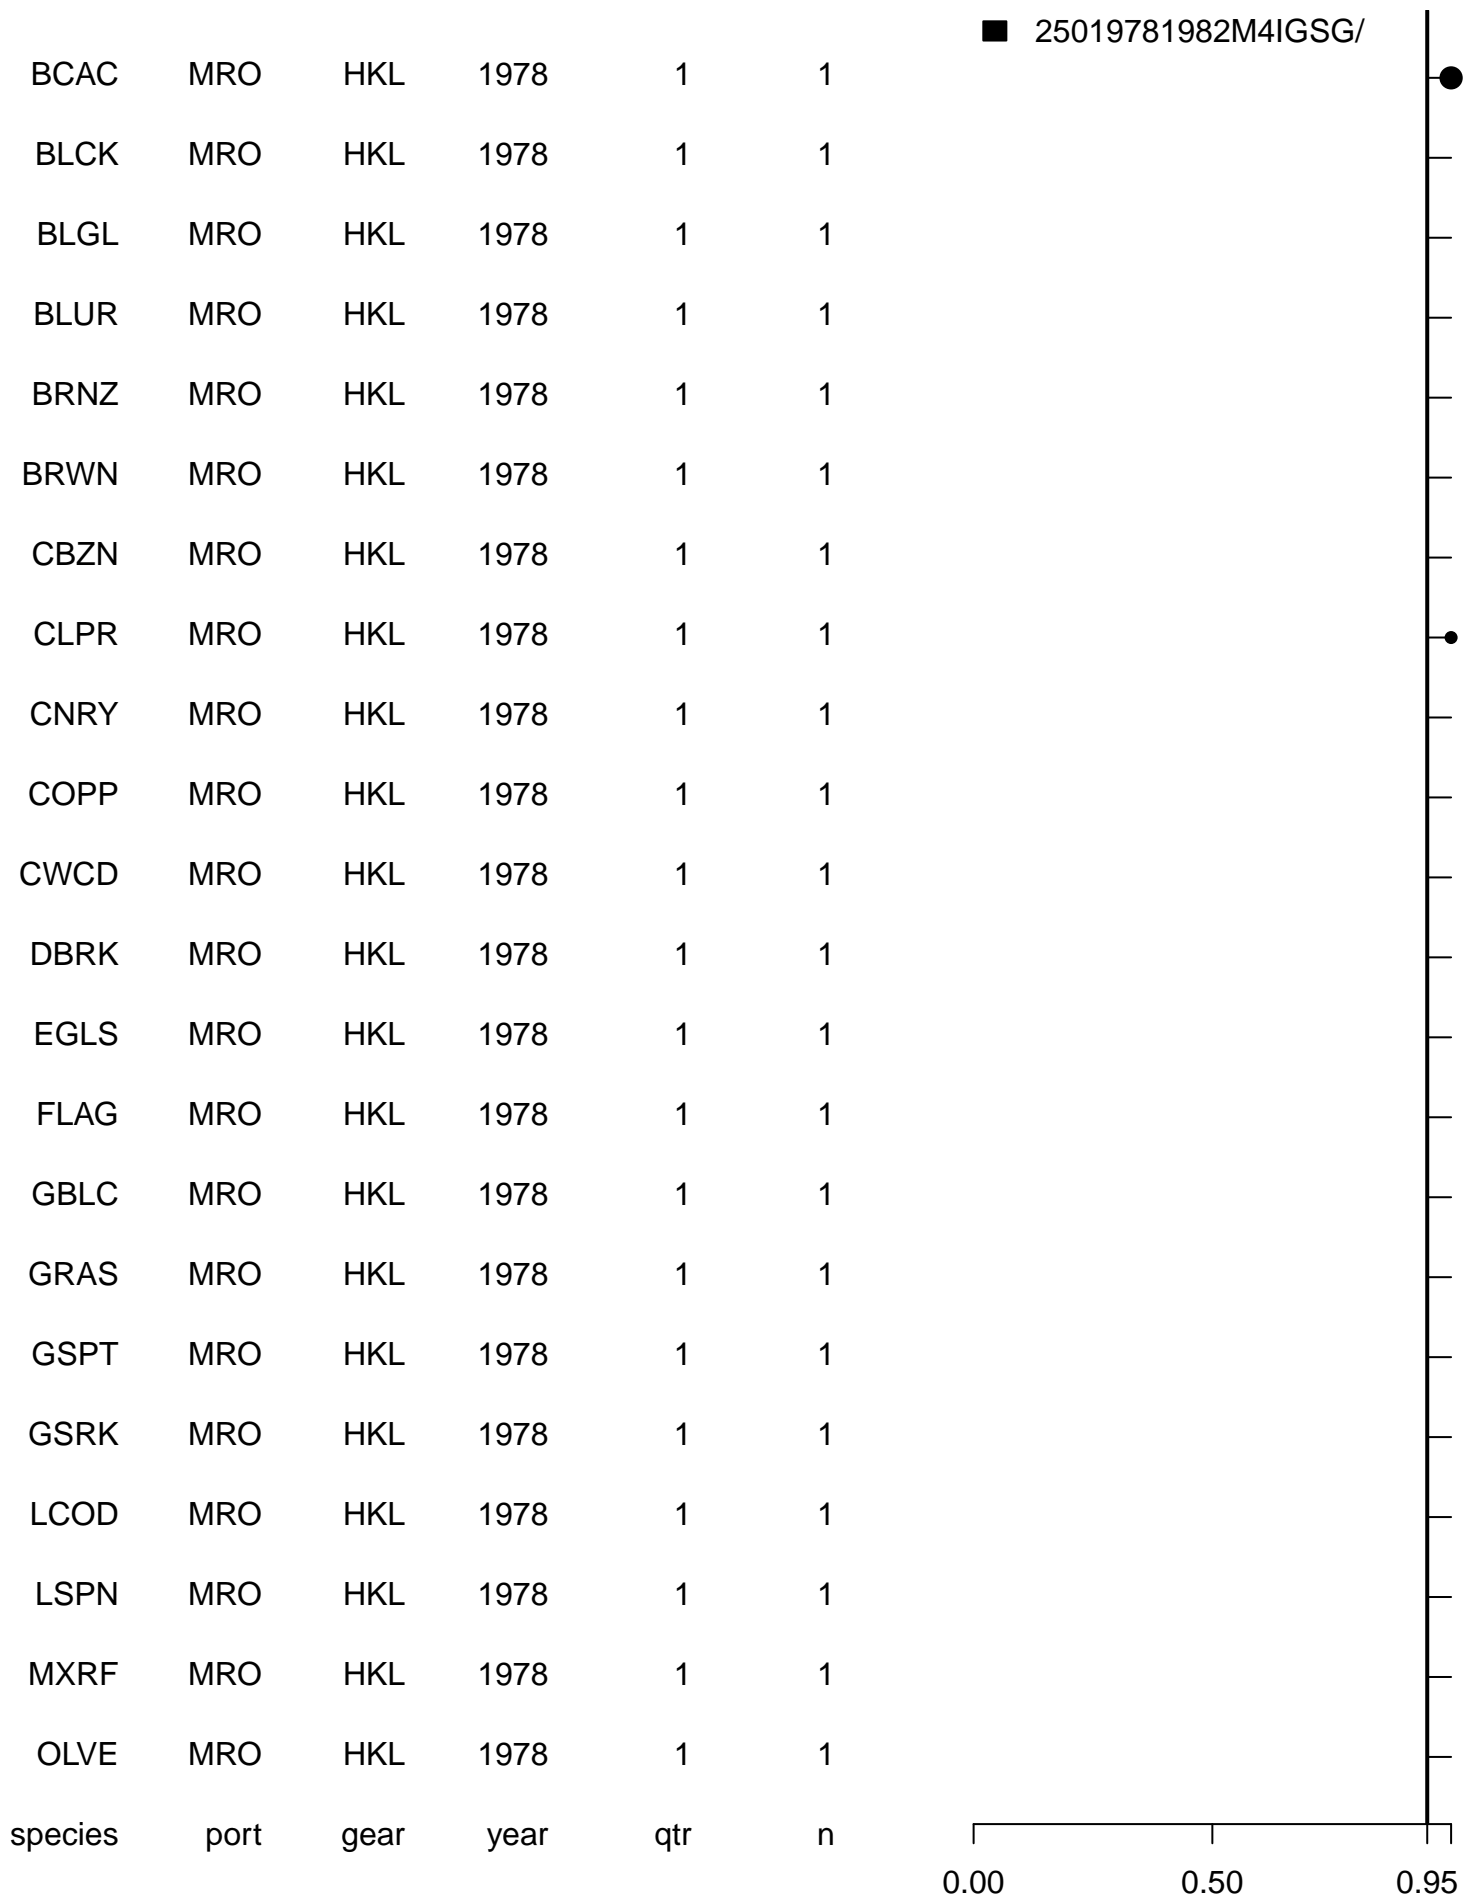 25019781982M4IGSG/
BCAC MRO HKL 1978 1 1
BLCK MRO HKL 1978 1 1
BLGL MRO HKL 1978 1 1
BLUR MRO HKL 1978 1 1
BRNZ MRO HKL 1978 1 1
BRWN MRO HKL 1978 1 1
CBZN MRO HKL 1978 1 1
CLPR MRO HKL 1978 1 1
CNRY MRO HKL 1978 1 1
COPP MRO HKL 1978 1 1
CWCD MRO HKL 1978 1 1
DBRK MRO HKL 1978 1 1
EGLS MRO HKL 1978 1 1
FLAG MRO HKL 1978 1 1
GBLC MRO HKL 1978 1 1
GRAS MRO HKL 1978 1 1
GSPT MRO HKL 1978 1 1
GSRK MRO HKL 1978 1 1
LCOD MRO HKL 1978 1 1
LSPN MRO HKL 1978 1 1
MXRF MRO HKL 1978 1 1
OLVE MRO HKL 1978 1 1
species port gear year qtr n
0.00 0.50 0.95